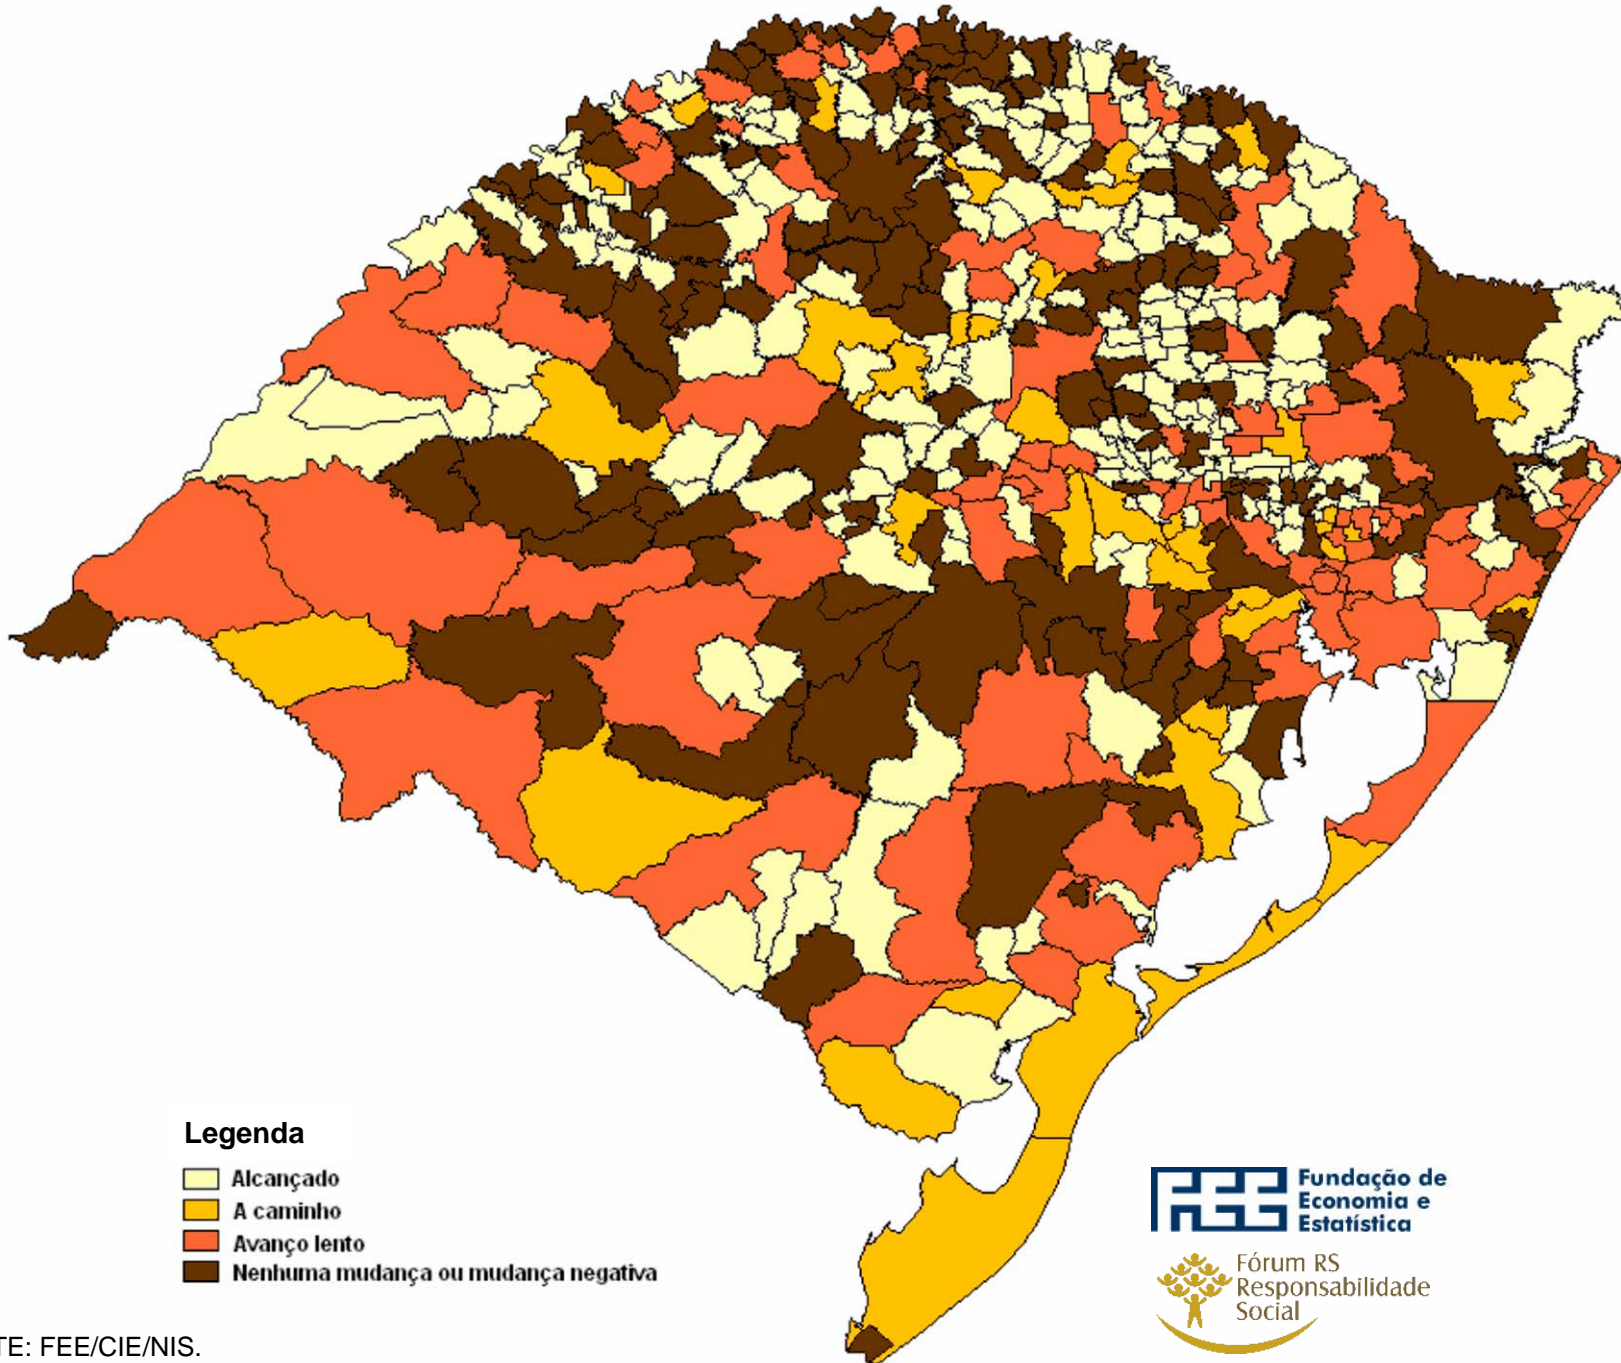 Legenda
Alcançado
A caminho
Avanço lento
Nenhuma mudança ou mudança negativa
FEE
Fundação de
Economia e
Estatística
Fórum RS
Responsabilidade
Social
TE: FEE/CIE/NIS.